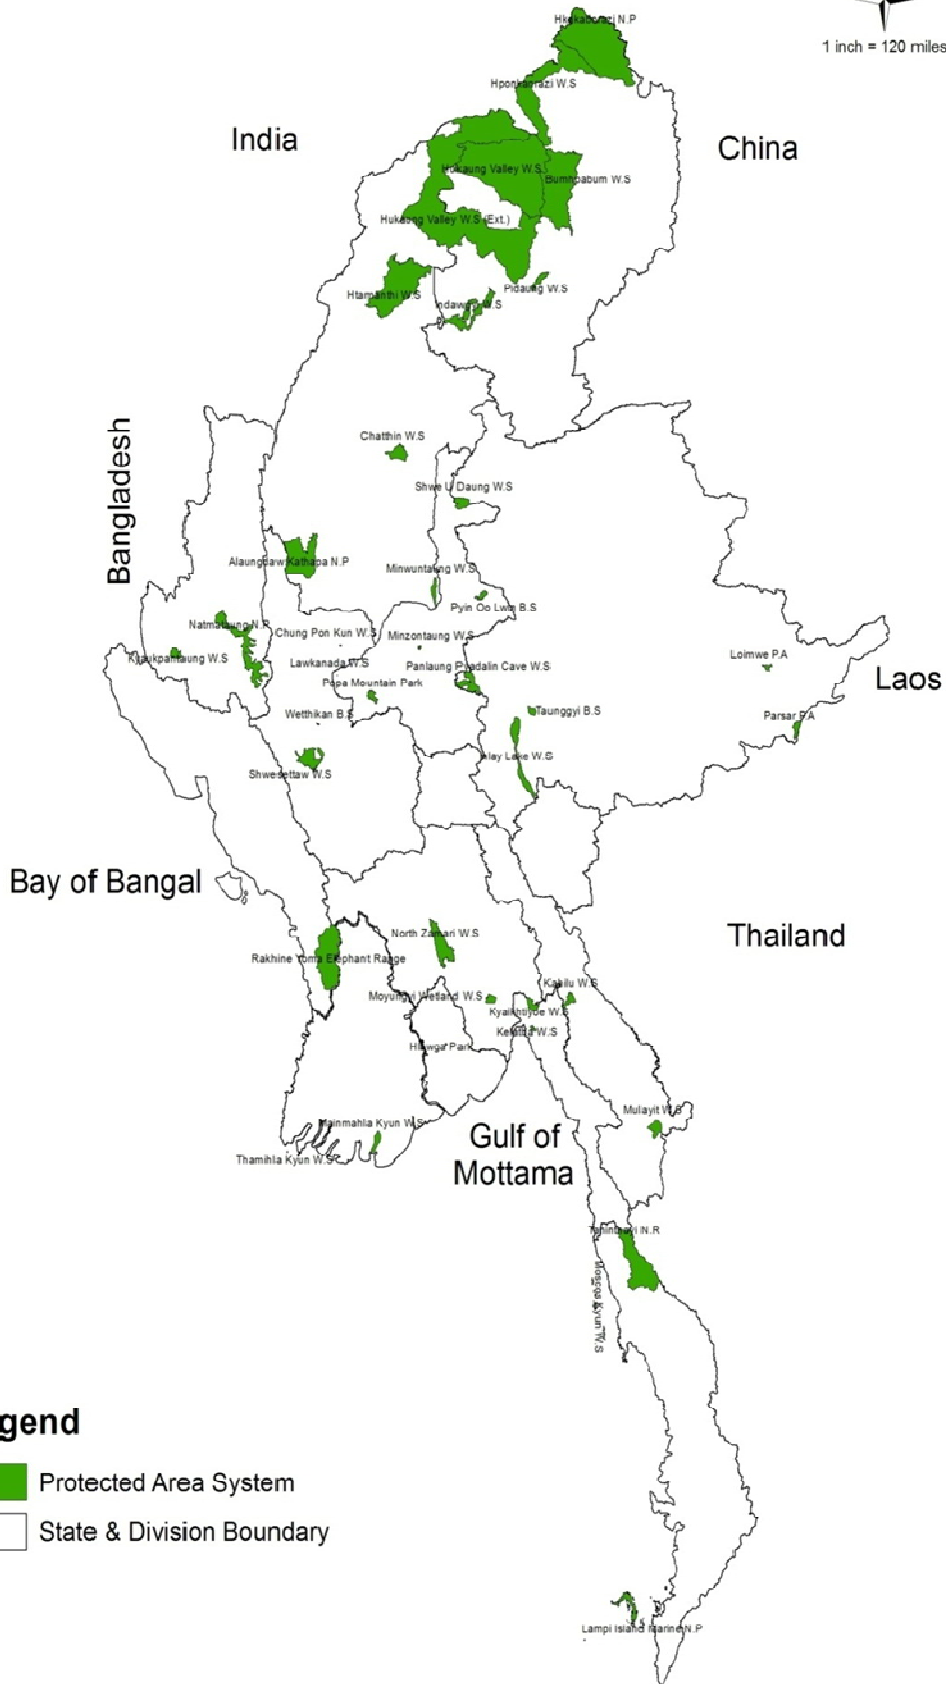 Hkakaborazi N.P
1 inch = 120 miles
Hponkanrazi W.S
India
China
Hukaung Valley W.S
Bumhpabum W.S
Hukaung Valley W.S (Ext.)
Pidaung W.S
Htamanthi W.S
Indawgyi W.S
Bangladesh
Chatthin W.S
Shwe U Daung W.S
Alaungdaw Kathapa N.P
Minwuntaung W.S
Pyin Oo Lwin B.S
Natmataung N.P
Chung Pon Kun W.S
Minzontaung W.S
Kyaukpantaung W.S
Lawkanada W.S
Panlaung Pyadalin Cave W.S
Loimwe P.A
Popa Mountain Park
Laos
Wetthikan B.S
Taunggyi B.S
Parsar P.A
Inlay Lake W.S
Shwesettaw W.S
Bay of Bangal
North Zamari W.S
Thailand
Rakhine Yoma Elephant Range
Kahilu W.S
Moyungyi Wetland W.S
Kyaikhtiyoe W.S
Kelatha W.S
Hlawga Park
Mulayit W.S
Mainmahla Kyun W.S
Gulf of
Mottama
Thamihla Kyun W.S
Taninthayi N.R
Moscos Kyun W.S
gend
Protected Area System
State & Division Boundary
Lampi Island Marine N.P